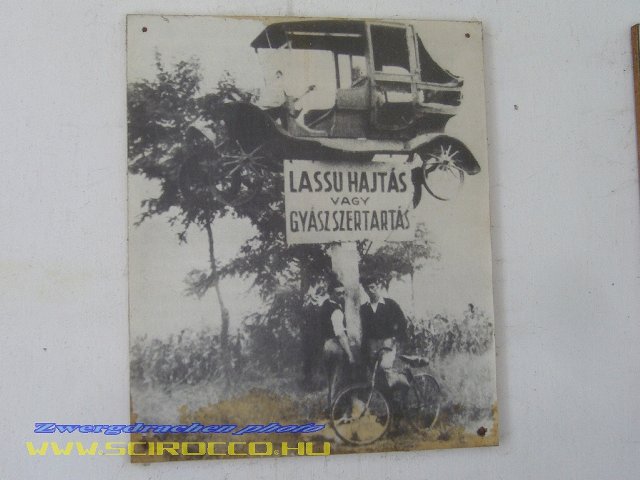 LASSU HAJTÁS
VAGY
GYÁSZSZERTARTÁS
Zwergdrachen photo
WWW.SCIROCCO.HU